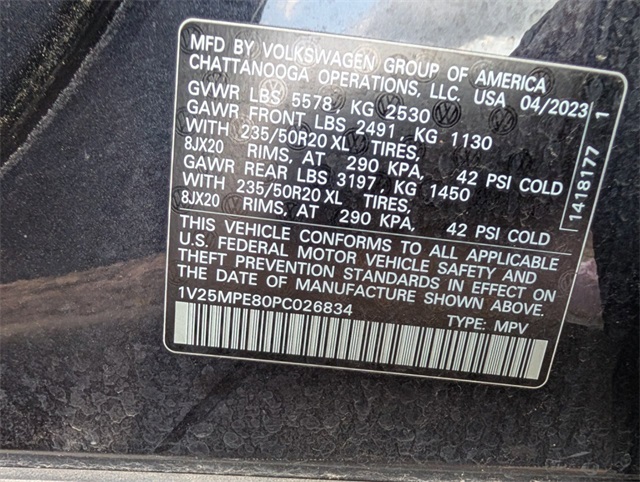 MFD BY VOLKSWAGEN GROUP OF AMERICA
CHATTANOOGA OPERATIONS, LLC. USA 04/2023
GVWR LBS 5578, KG 2530
GAWR FRONT LBS 2491, KG 1130
WITH 235/50R20 XL TIRES,
8JX20 RIMS, AT 290 KPA, 42 PSI COLD
GAWR REAR LBS 3197, KG 1450
WITH 235/50R20 XL TIRES,
8JX20 RIMS, AT 290 KPA, 42 PSI COLD
THIS VEHICLE CONFORMS TO ALL APPLICABLE
U.S. FEDERAL MOTOR VEHICLE SAFETY AND
THEFT PREVENTION STANDARDS IN EFFECT ON
THE DATE OF MANUFACTURE SHOWN ABOVE.
1V25MPE80PC026834 TYPE: MPV
1418177 1